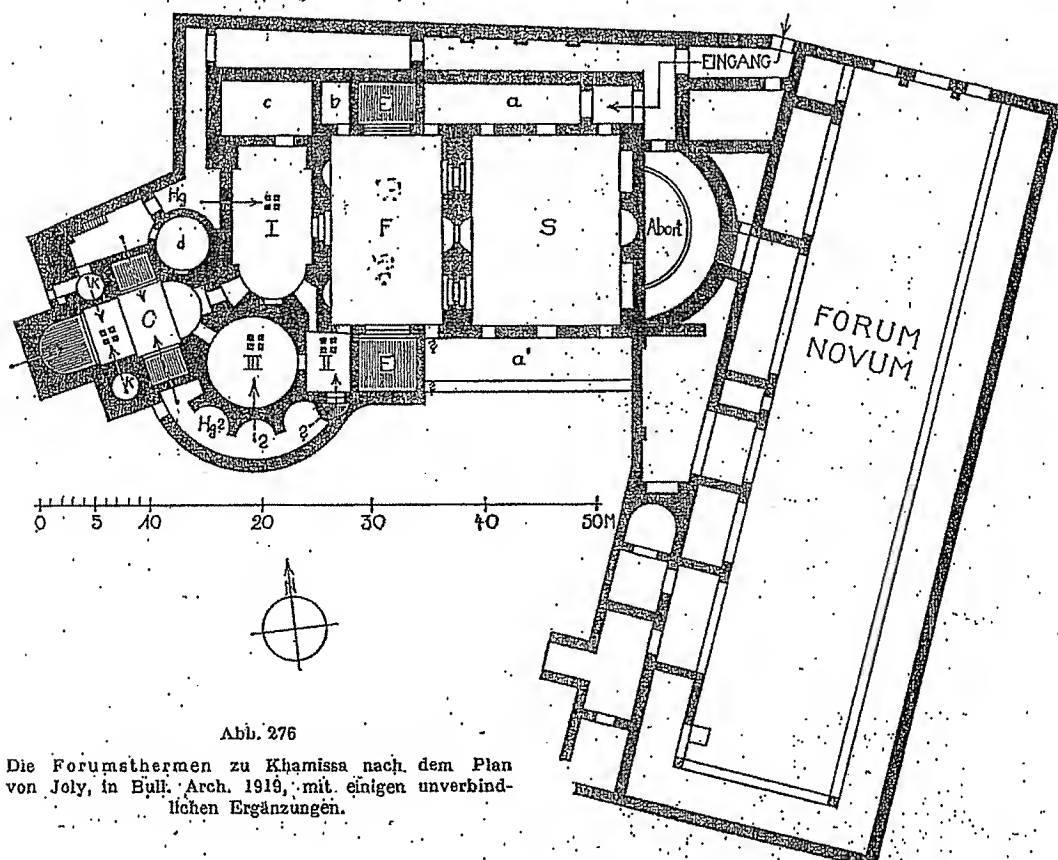 EINGANG
c
b
E
a
Hg
I
F
S
Abort
d
K
C
K
III
II
E
?
?
a'
Hg?
?
?
FORUM
NOVUM
0 5 10 20 30 40 50M
Abb. 276
Die Forumsthermen zu Khamissa nach dem Plan
von Joly, in Bull. Arch. 1919, mit einigen unverbind-
lichen Ergänzungen.